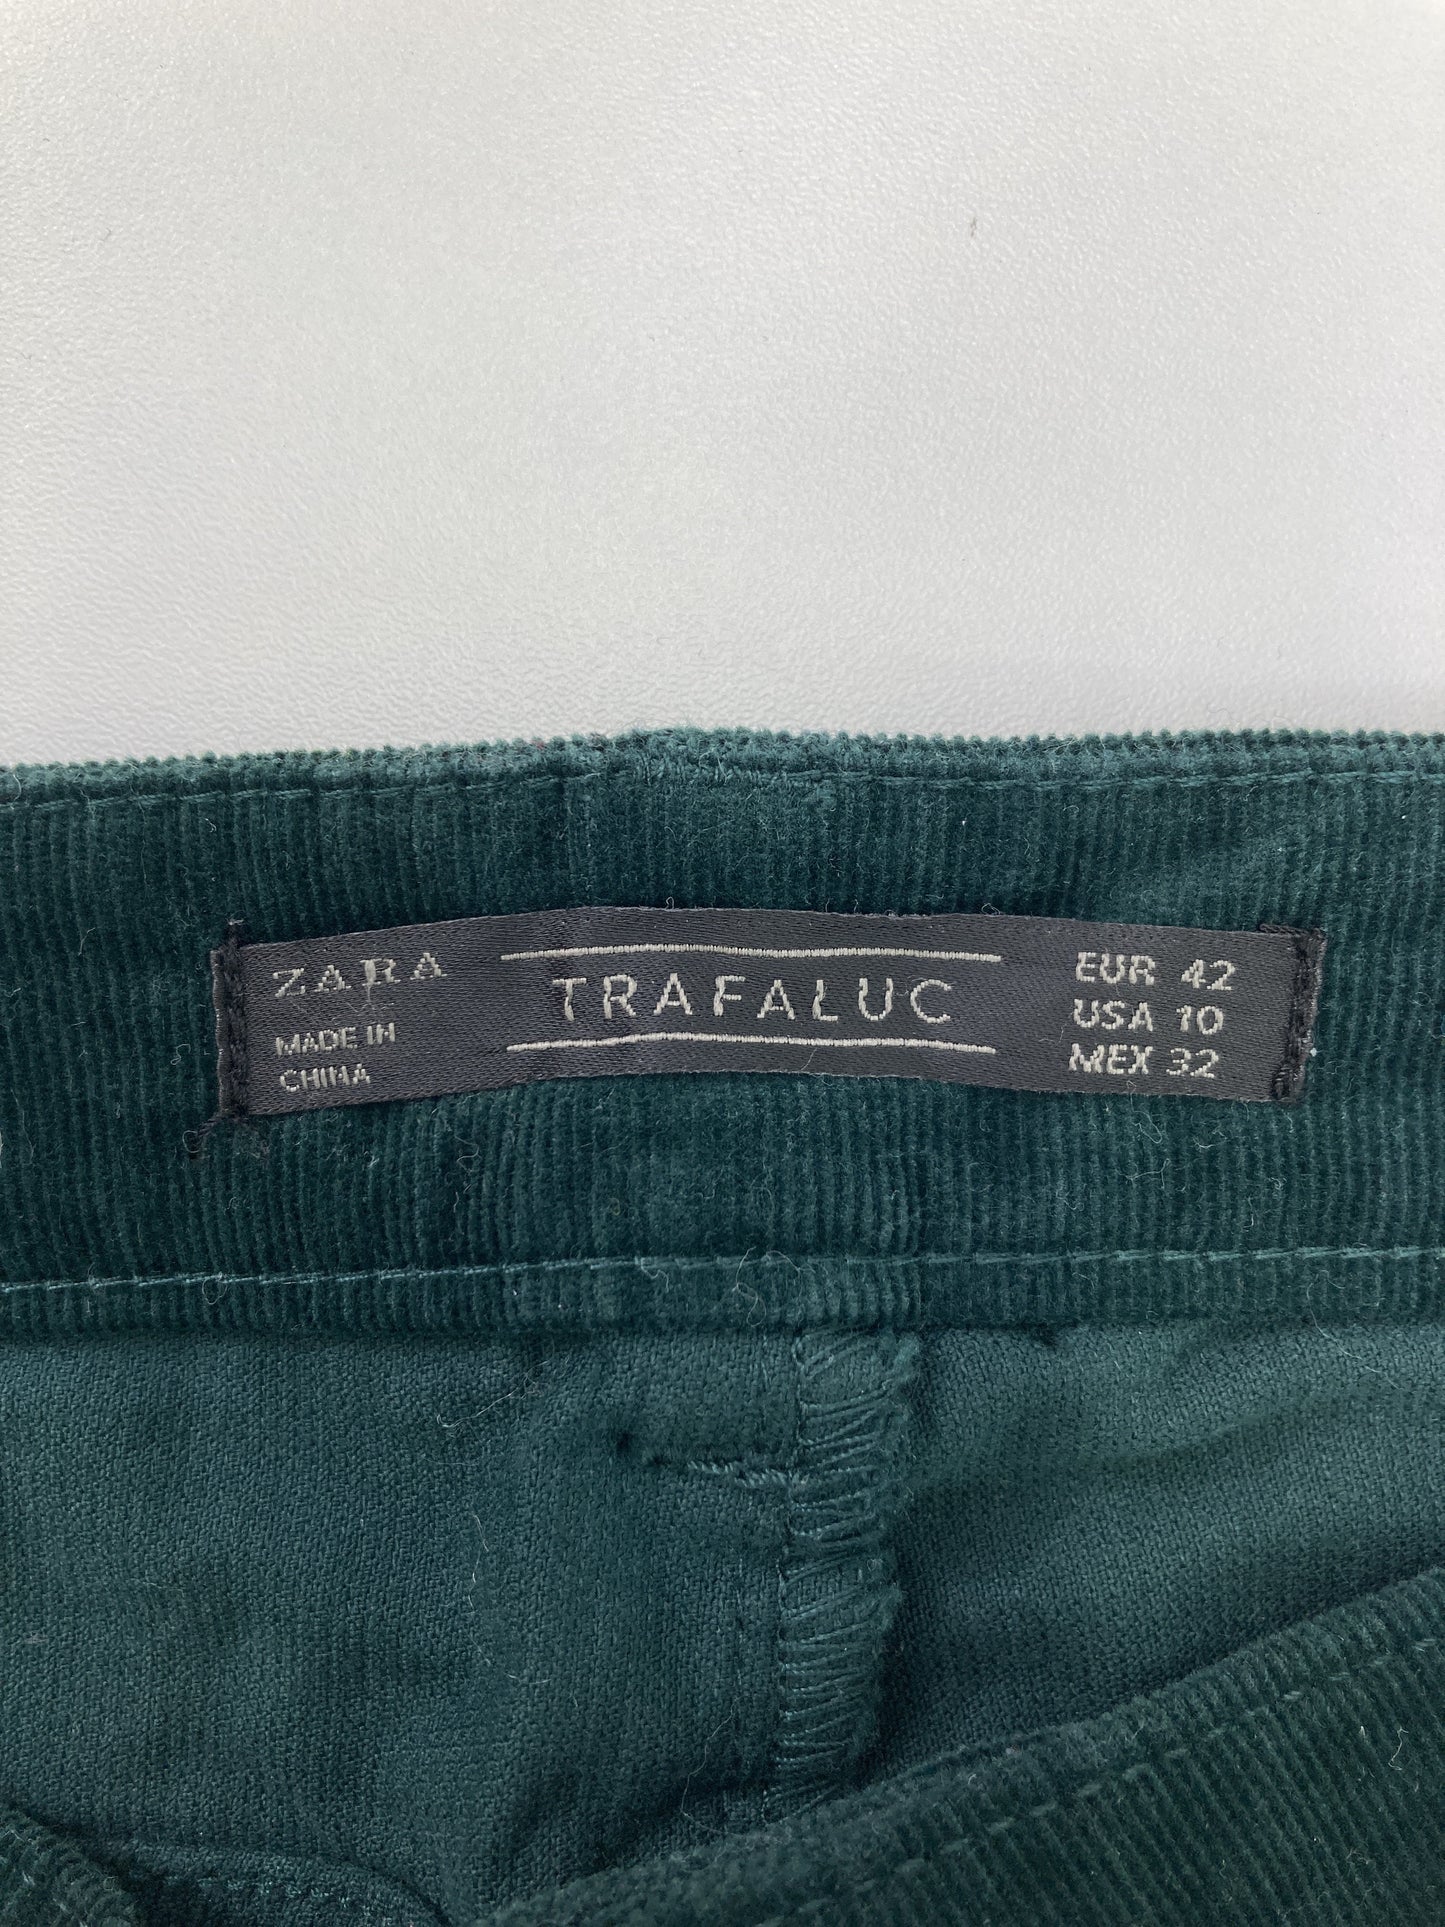 ZARA
MADE IN
CHINA
TRAFALUC
EUR 42
USA 10
MEX 32